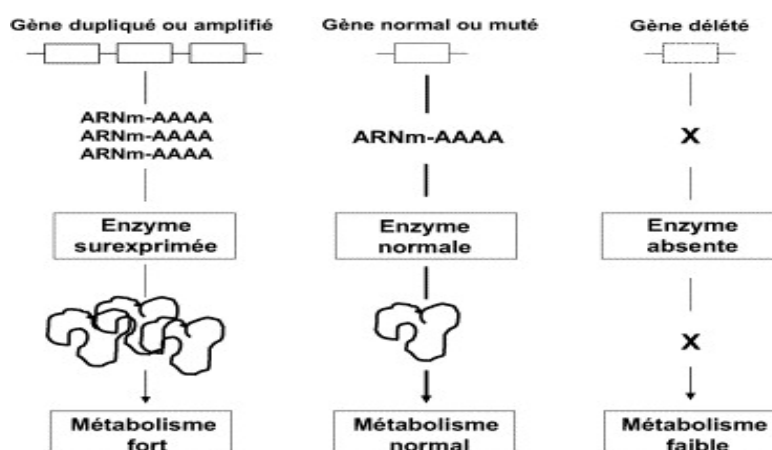 Gène dupliqué ou amplifié
ARNm-AAAA
ARNm-AAAA
ARNm-AAAA
Enzyme
surexprimée
Métabolisme
fort
Gène normal ou muté
ARNm-AAAA
Enzyme
normale
Métabolisme
normal
Gène délété
X
Enzyme
absente
X
Métabolisme
faible